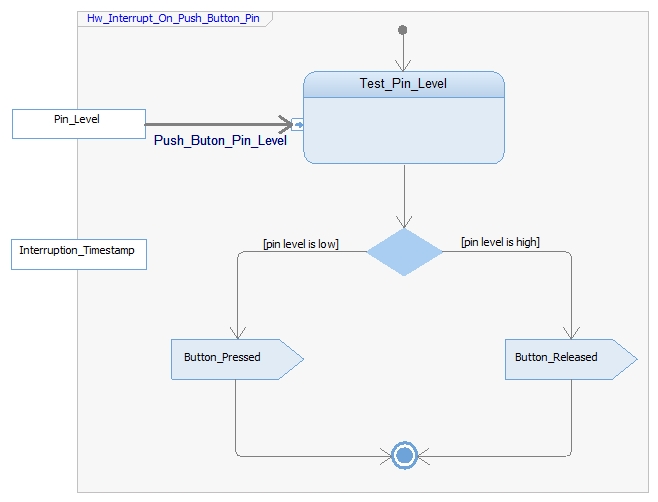 Hw_Interrupt_On_Push_Button_Pin
Test_Pin_Level
Pin_Level
Push_Buton_Pin_Level
Interruption_Timestamp
[pin level is low]
[pin level is high]
Button_Pressed
Button_Released